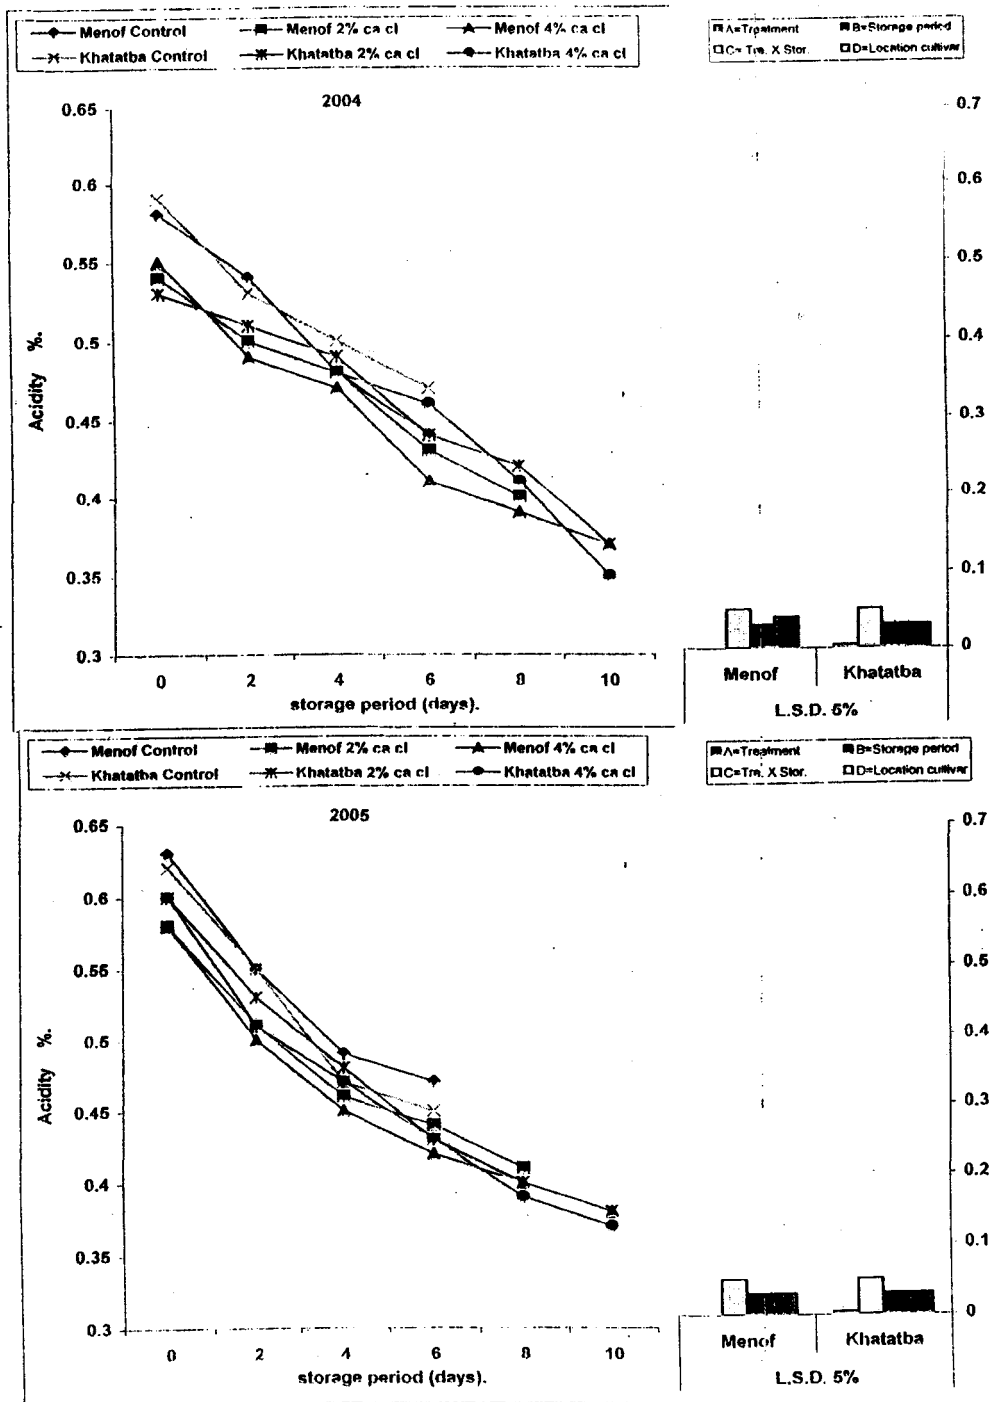 Menof Control Menof 2% ca cl Menof 4% ca cl
Khatatba Control Khatatba 2% ca cl Khatatba 4% ca cl
A=Treatment B=Storage period
C= Tre. X Stor. D=Location cultivar
2004
0.65
0.6
0.55
0.5
0.45
0.4
0.35
0.3
Acidity %.
0 2 4 6 8 10
storage period (days).
0.7
0.6
0.5
0.4
0.3
0.2
0.1
0
Menof Khatatba
L.S.D. 5%
Menof Control Menof 2% ca cl Menof 4% ca cl
Khatatba Control Khatatba 2% ca cl Khatatba 4% ca cl
A=Treatment B=Storage period
C=Tre. X Stor. D=Location cultivar
2005
0.65
0.6
0.55
0.5
0.45
0.4
0.35
0.3
Acidity %.
0 2 4 6 8 10
storage period (days).
0.7
0.6
0.5
0.4
0.3
0.2
0.1
0
Menof Khatatba
L.S.D. 5%